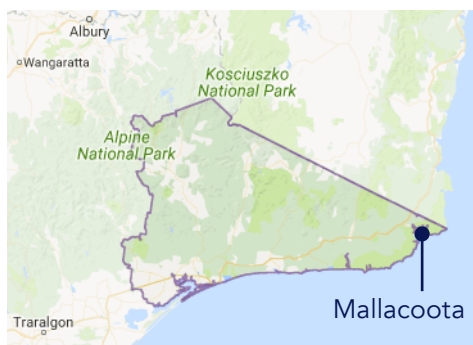 Albury
Wangaratta
Kosciuszko
National Park
Alpine
National Park
Mallacoota
Traralgon